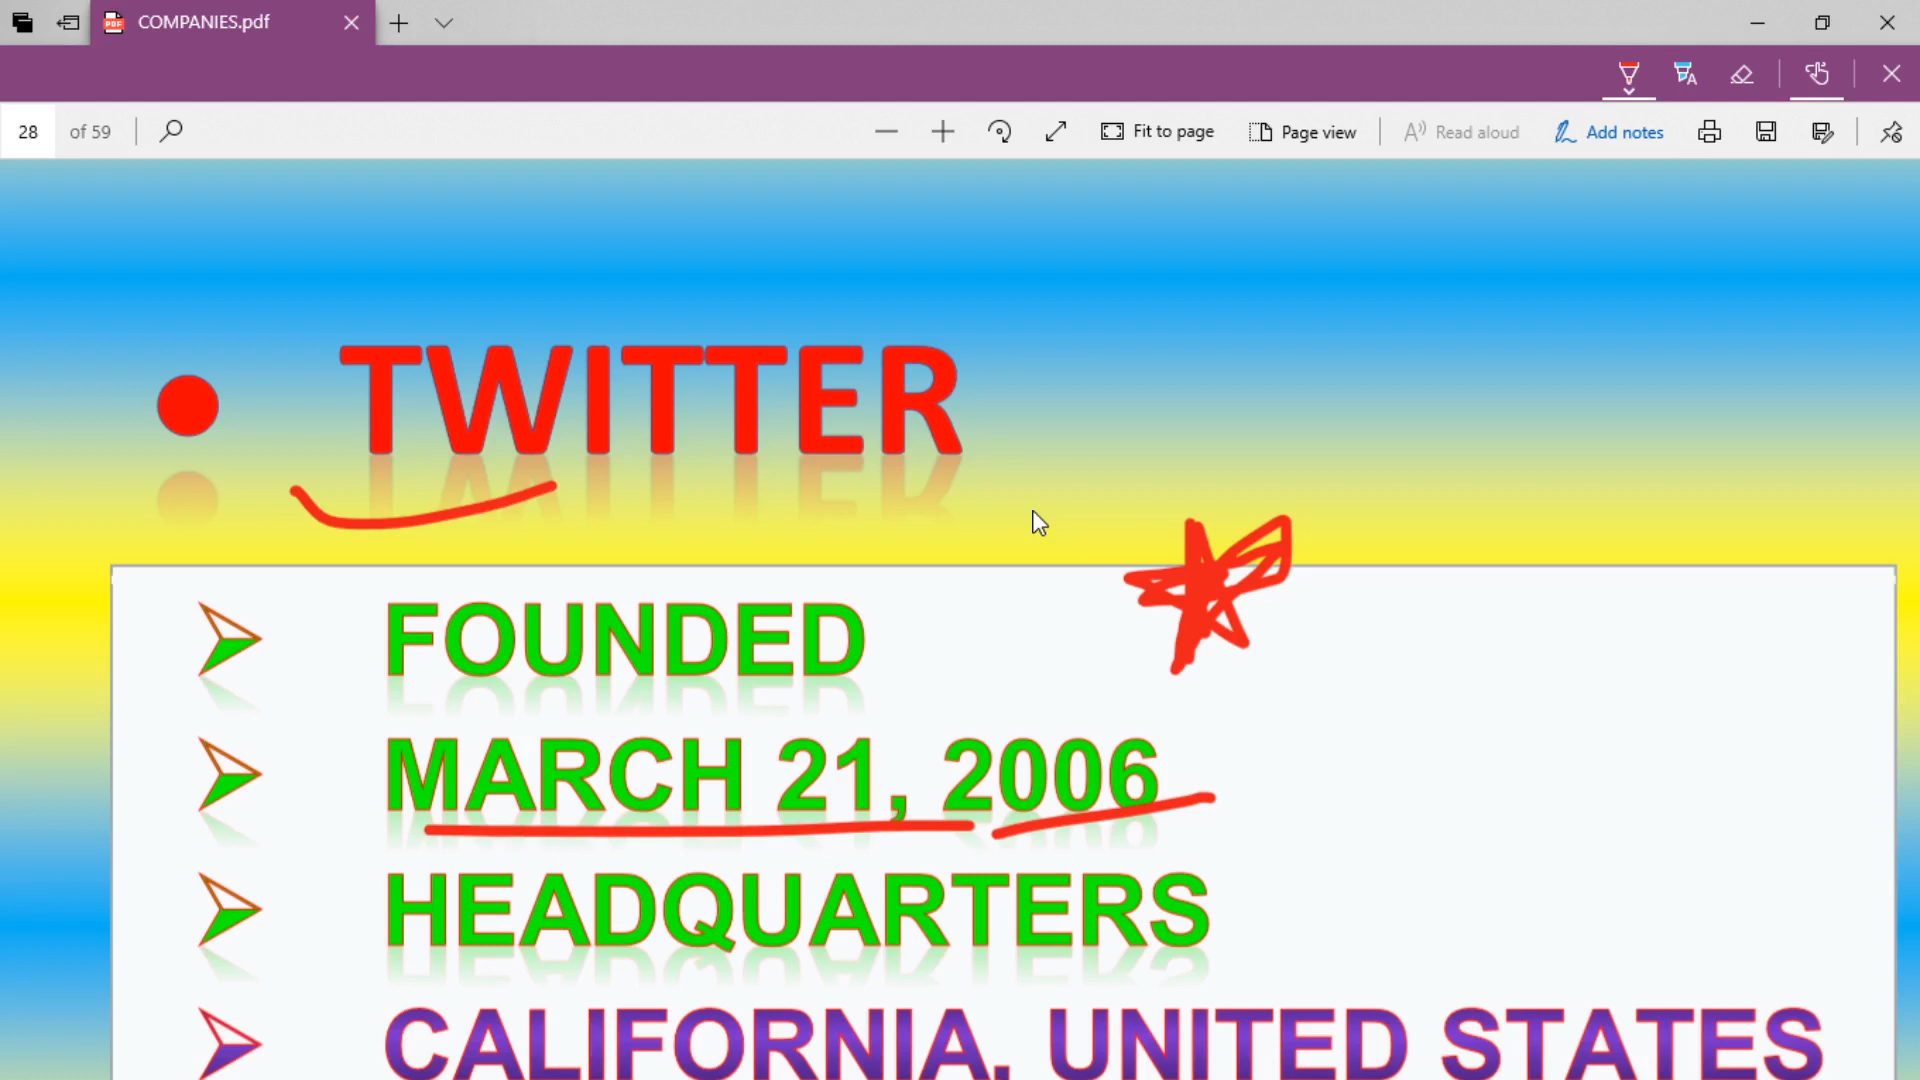 COMPANIES.pdf
28 of 59 Fit to page Page view Read aloud Add notes
TWITTER
FOUNDED
MARCH 21, 2006
HEADQUARTERS
CALIFORNIA, UNITED STATES